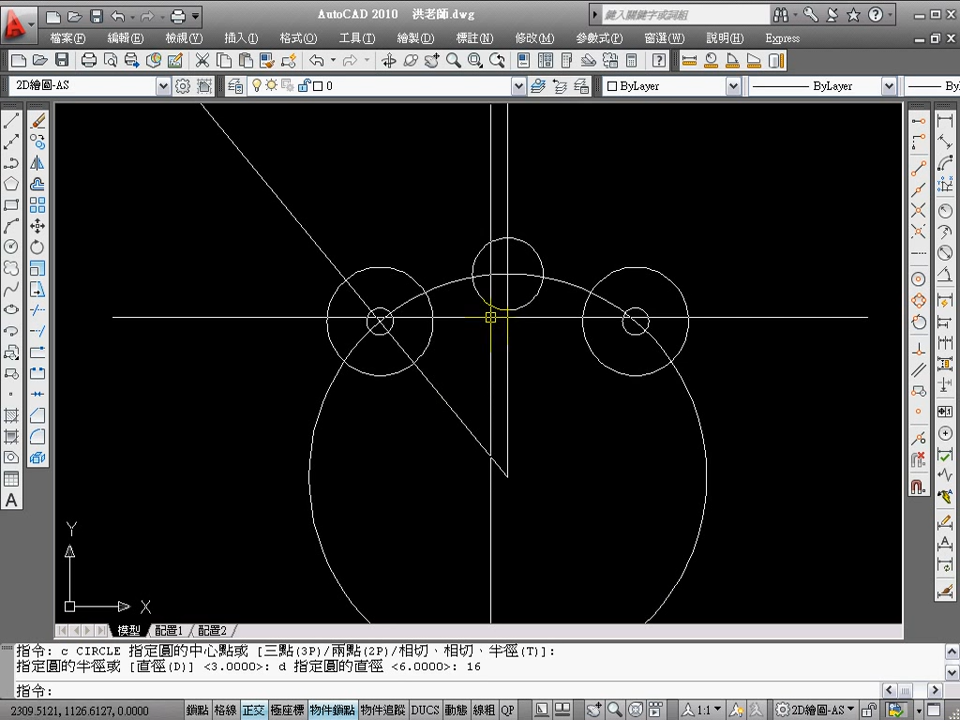 AutoCAD 2010 洪老師.dwg
鍵入關鍵字或詞組
檔案(F) 編輯(E) 檢視(V) 插入(I) 格式(O) 工具(T) 繪製(D) 標註(N) 修改(M) 參數式(P) 視窗(W) 說明(H) Express
2D繪圖-AS 0 ByLayer ByLayer
Y
X
模型 配置1 配置2
指令: c CIRCLE 指定圓的中心點或 [三點(3P)/兩點(2P)/相切、相切、半徑(T)]:
指定圓的半徑或 [直徑(D)] <3.0000>: d 指定圓的直徑 <6.0000>: 16
指令:
2309.5121, 1126.6127, 0.0000 鎖點 格線 正交 極座標 物件鎖點 物件追蹤 DUCS 動態 線粗 QP 1:1 2D繪圖-AS